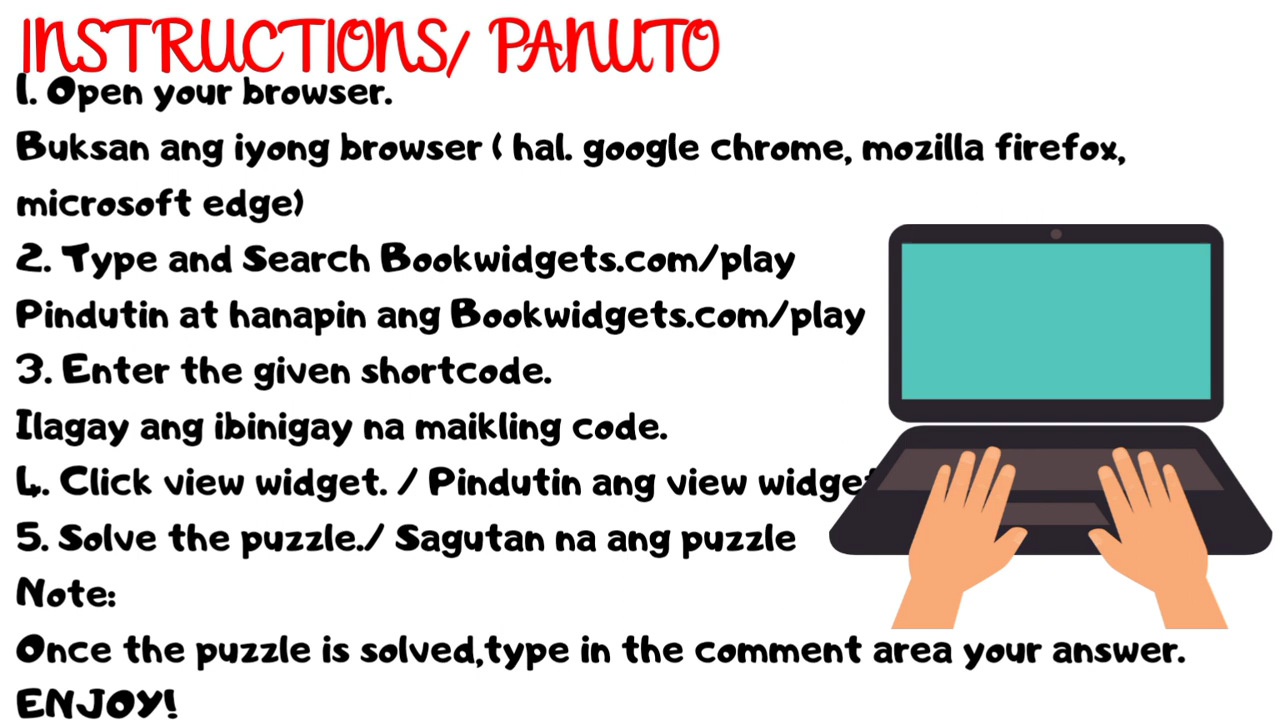 INSTRUCTIONS/ PANUTO
1. Open your browser.
Buksan ang iyong browser ( hal. google chrome, mozilla firefox,
microsoft edge)
2. Type and Search Bookwidgets.com/play
Pindutin at hanapin ang Bookwidgets.com/play
3. Enter the given shortcode.
Ilagay ang ibinigay na maikling code.
4. Click view widget. / Pindutin ang view widget
5. Solve the puzzle./ Sagutan na ang puzzle
Note:
Once the puzzle is solved,type in the comment area your answer.
ENJOY!